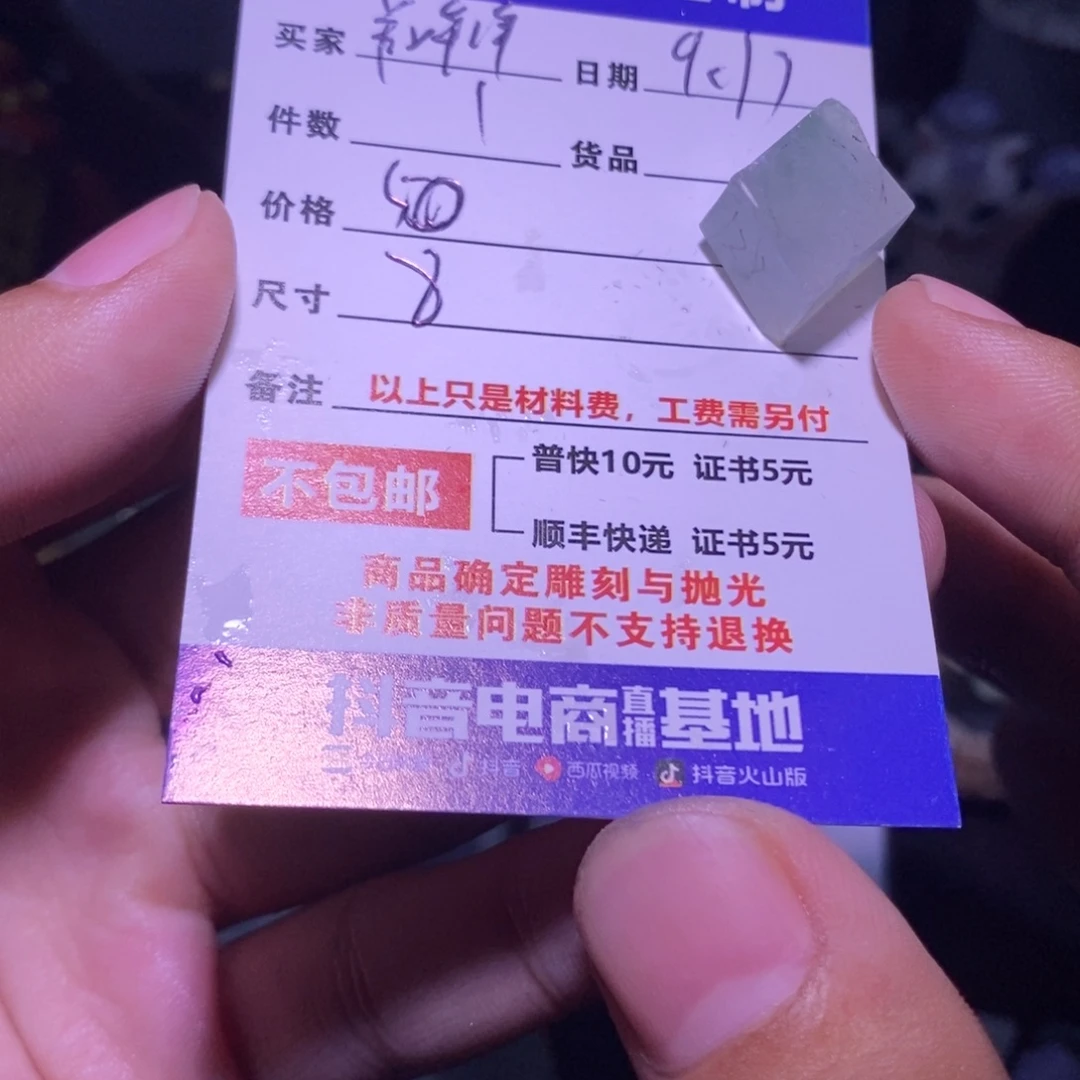 买家 日期 9.17
件数 1 货品
价格 50
尺寸 8
备注 以上只是材料费，工费需另付
不包邮
普快10元 证书5元
顺丰快递 证书5元
商品确定雕刻与抛光
非质量问题不支持退换
抖音电商直播基地
抖音 西瓜视频 抖音火山版